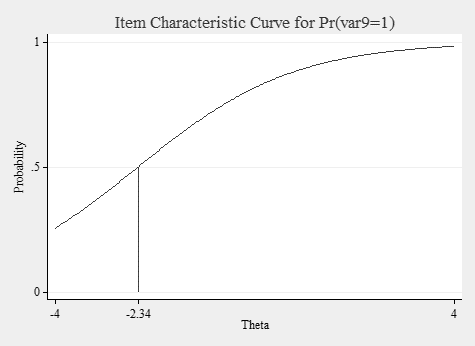 Item Characteristic Curve for Pr(var9=1)
1
.5
0
Probability
-4
-2.34
4
Theta